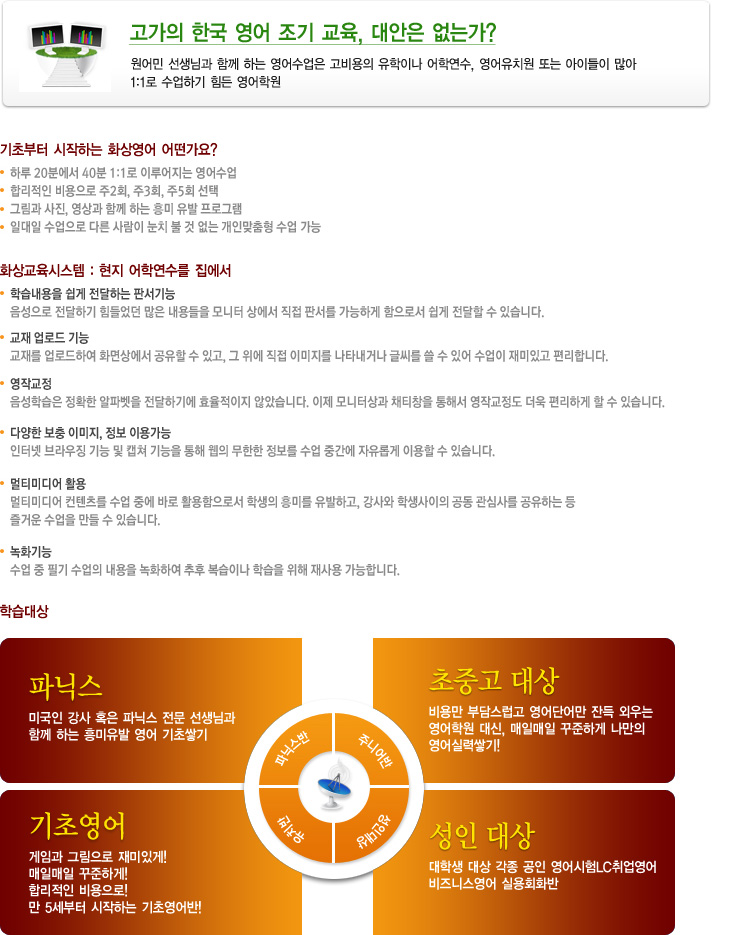 고가의 한국 영어 조기 교육, 대안은 없는가?
원어민 선생님과 함께 하는 영어수업은 고비용의 유학이나 어학연수, 영어유치원 또는 아이들이 많아
1:1로 수업하기 힘든 영어학원
기초부터 시작하는 화상영어 어떤가요?
• 하루 20분에서 40분 1:1로 이루어지는 영어수업
• 합리적인 비용으로 주2회, 주3회, 주5회 선택
• 그림과 사진, 영상과 함께 하는 흥미 유발 프로그램
• 일대일 수업으로 다른 사람이 눈치 볼 것 없는 개인맞춤형 수업 가능
화상교육시스템 : 현지 어학연수를 집에서
• 학습내용을 쉽게 전달하는 판서기능
음성으로 전달하기 힘들었던 많은 내용들을 모니터 상에서 직접 판서를 가능하게 함으로서 쉽게 전달할 수 있습니다.
• 교재 업로드 기능
교재를 업로드하여 화면상에서 공유할 수 있고, 그 위에 직접 이미지를 나타내거나 글씨를 쓸 수 있어 수업이 재미있고 편리합니다.
• 영작교정
음성학습은 정확한 알파벳을 전달하기에 효율적이지 않았습니다. 이제 모니터상과 채티창을 통해서 영작교정도 더욱 편리하게 할 수 있습니다.
• 다양한 보충 이미지, 정보 이용가능
인터넷 브라우징 기능 및 캡쳐 기능을 통해 웹의 무한한 정보를 수업 중간에 자유롭게 이용할 수 있습니다.
• 멀티미디어 활용
멀티미디어 컨텐츠를 수업 중에 바로 활용함으로서 학생의 흥미를 유발하고, 강사와 학생사이의 공동 관심사를 공유하는 등
즐거운 수업을 만들 수 있습니다.
• 녹화기능
수업 중 필기 수업의 내용을 녹화하여 추후 복습이나 학습을 위해 재사용 가능합니다.
학습대상
파닉스
미국인 강사 혹은 파닉스 전문 선생님과
함께 하는 흥미유발 영어 기초쌓기
초중고 대상
비용만 부담스럽고 영어단어만 잔득 외우는
영어학원 대신, 매일매일 꾸준하게 나만의
영어실력쌓기!
파닉스반
주니어반
유치반
성인대상
기초영어
게임과 그림으로 재미있게!
매일매일 꾸준하게!
합리적인 비용으로!
만 5세부터 시작하는 기초영어반!
성인 대상
대학생 대상 각종 공인 영어시험LC취업영어
비즈니스영어 실용회화반